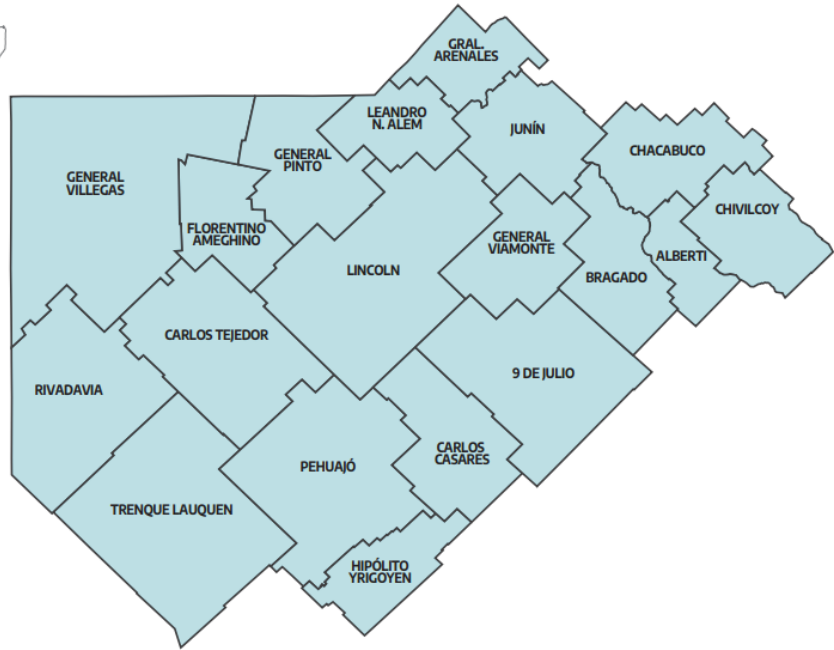 GRAL.
ARENALES
LEANDRO
N. ALEM
JUNÍN
CHACABUCO
GENERAL
PINTO
GENERAL
VILLEGAS
CHIVILCOY
FLORENTINO
AMEGHINO
GENERAL
VIAMONTE
ALBERTI
LINCOLN
BRAGADO
CARLOS TEJEDOR
9 DE JULIO
RIVADAVIA
CARLOS
CASARES
PEHUAJÓ
TRENQUE LAUQUEN
HIPÓLITO
YRIGOYEN